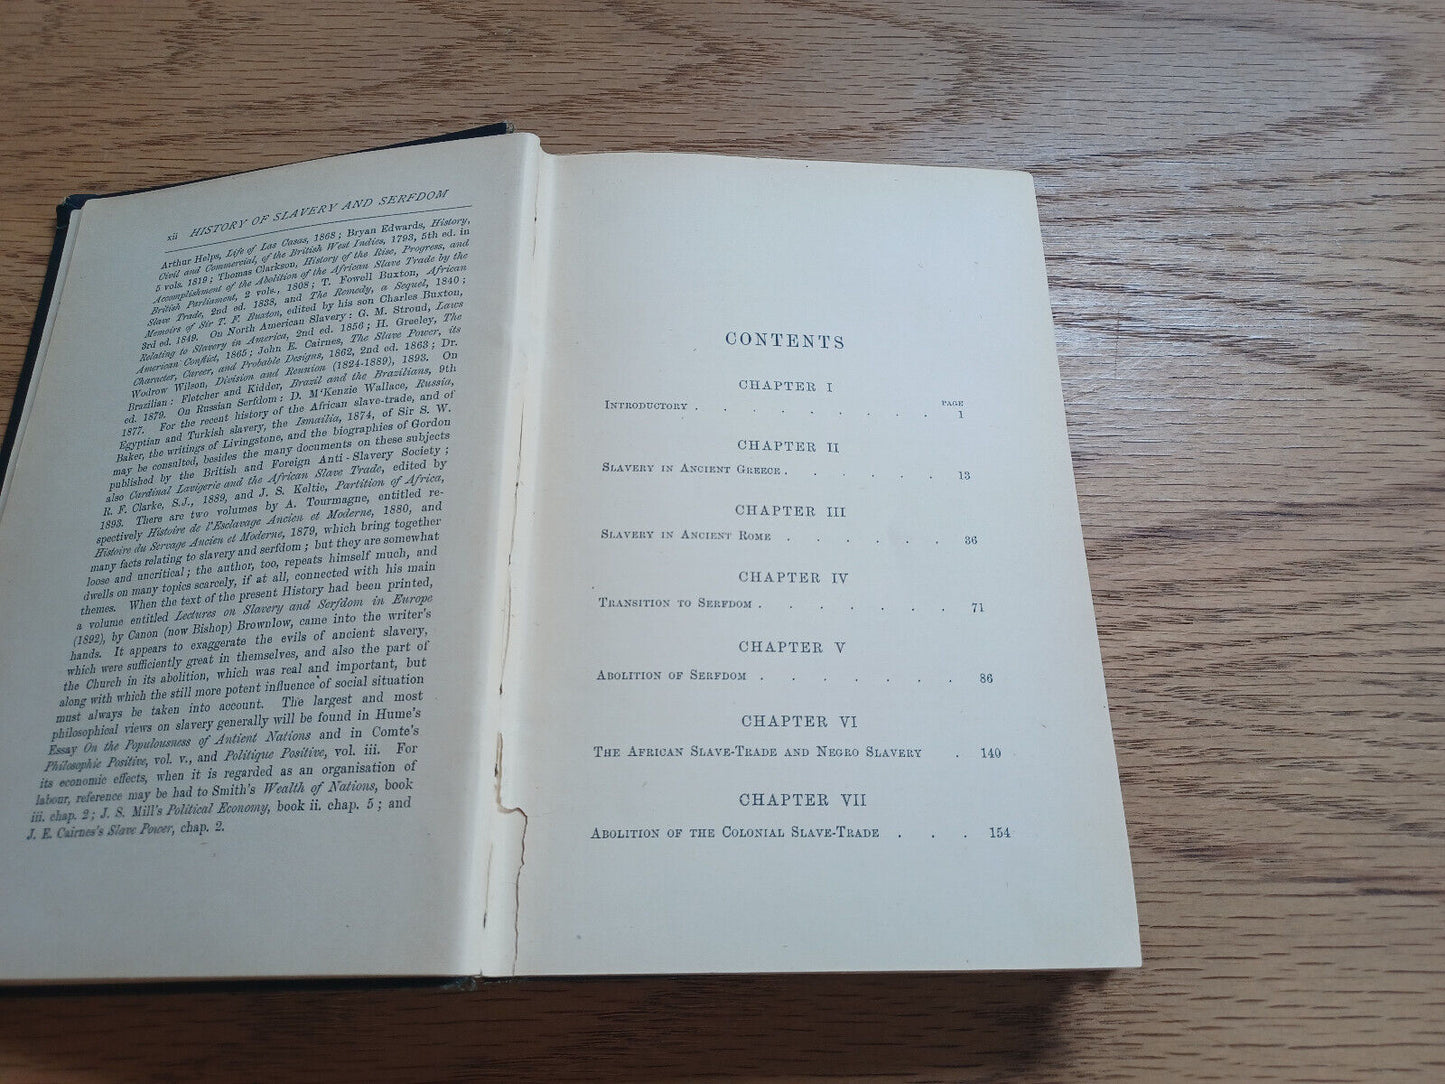 xii HISTORY OF SLAVERY AND SERFDOM
Arthur Helps, Life of Las Casas, 1868; Bryan Edwards, History,
Civil and Commercial, of the British West Indies, 1793, 5th ed. in
5 vols. 1819; Thomas Clarkson, History of the Rise, Progress, and
Accomplishment of the Abolition of the African Slave Trade by the
British Parliament, 2 vols., 1808; T. Fowell Buxton, African
Slave Trade, 2nd ed. 1838, and The Remedy, a Sequel, 1840;
Memoirs of Sir T. F. Buxton, edited by his son Charles Buxton,
3rd ed. 1849. On North American Slavery: G. M. Stroud, Laws
Relating to Slavery in America, 2nd ed. 1856; H. Greeley, The
American Conflict, 1865; John E. Cairnes, The Slave Power, its
Character, Career, and Probable Designs, 1862, 2nd ed. 1863; Dr.
Wodrow Wilson, Division and Reunion (1824-1889), 1893. On
Brazilian: Fletcher and Kidder, Brazil and the Brazilians, 9th
ed. 1879. On Russian Serfdom: D. M'Kenzie Wallace, Russia,
1877. For the recent history of the African slave-trade, and of
Egyptian and Turkish slavery, the Ismailia, 1874, of Sir S. W.
Baker, the writings of Livingstone, and the biographies of Gordon
may be consulted, besides the many documents on these subjects
published by the British and Foreign Anti-Slavery Society;
also Cardinal Lavigerie and the African Slave Trade, edited by
R. F. Clarke, S.J., 1889, and J. S. Keltie, Partition of Africa,
1893. There are two volumes by A. Tourmagne, entitled re-
spectively Histoire de l'Esclavage Ancien et Moderne, 1880, and
Histoire du Servage Ancien et Moderne, 1879, which bring together
many facts relating to slavery and serfdom; but they are somewhat
loose and uncritical; the author, too, repeats himself much, and
dwells on many topics scarcely, if at all, connected with his main
themes. When the text of the present History had been printed,
a volume entitled Lectures on Slavery and Serfdom in Europe
(1892), by Canon (now Bishop) Brownlow, came into the writer's
hands. It appears to exaggerate the evils of ancient slavery,
which were sufficiently great in themselves, and also the part of
the Church in its abolition, which was real and important, but
along with which the still more potent influence of social situation
must always be taken into account. The largest and most
philosophical views on slavery generally will be found in Hume's
Essay On the Populousness of Antient Nations and in Comte's
Philosophie Positive, vol. v., and Politique Positive, vol. iii. For
its economic effects, when it is regarded as an organisation of
labour, reference may be had to Smith's Wealth of Nations, book
iii. chap. 2; J. S. Mill's Political Economy, book ii. chap. 5; and
J. E. Cairnes's Slave Power, chap. 2.
CONTENTS
CHAPTER I
PAGE
INTRODUCTORY . . . . . . . . . 1
CHAPTER II
SLAVERY IN ANCIENT GREECE . . . . . . 13
CHAPTER III
SLAVERY IN ANCIENT ROME . . . . . . 36
CHAPTER IV
TRANSITION TO SERFDOM . . . . . . . 71
CHAPTER V
ABOLITION OF SERFDOM . . . . . . . 86
CHAPTER VI
THE AFRICAN SLAVE-TRADE AND NEGRO SLAVERY . 140
CHAPTER VII
ABOLITION OF THE COLONIAL SLAVE-TRADE . . . 154